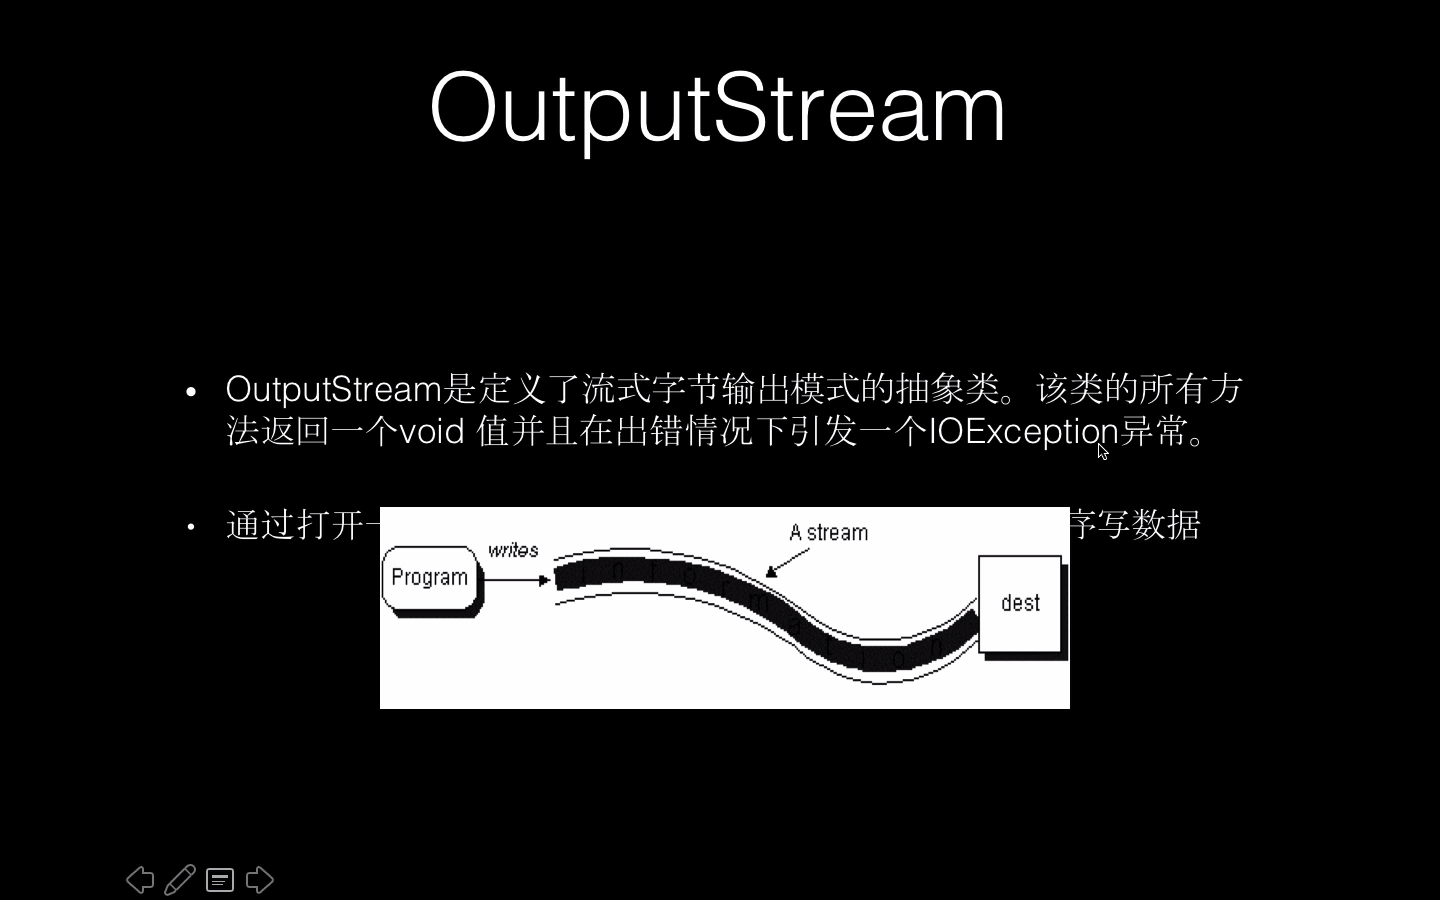 OutputStream
• OutputStream是定义了流式字节输出模式的抽象类。该类的所有方
法返回一个void 值并且在出错情况下引发一个IOException异常。
• 通过打开一
序写数据
A stream
writes
Program
dest